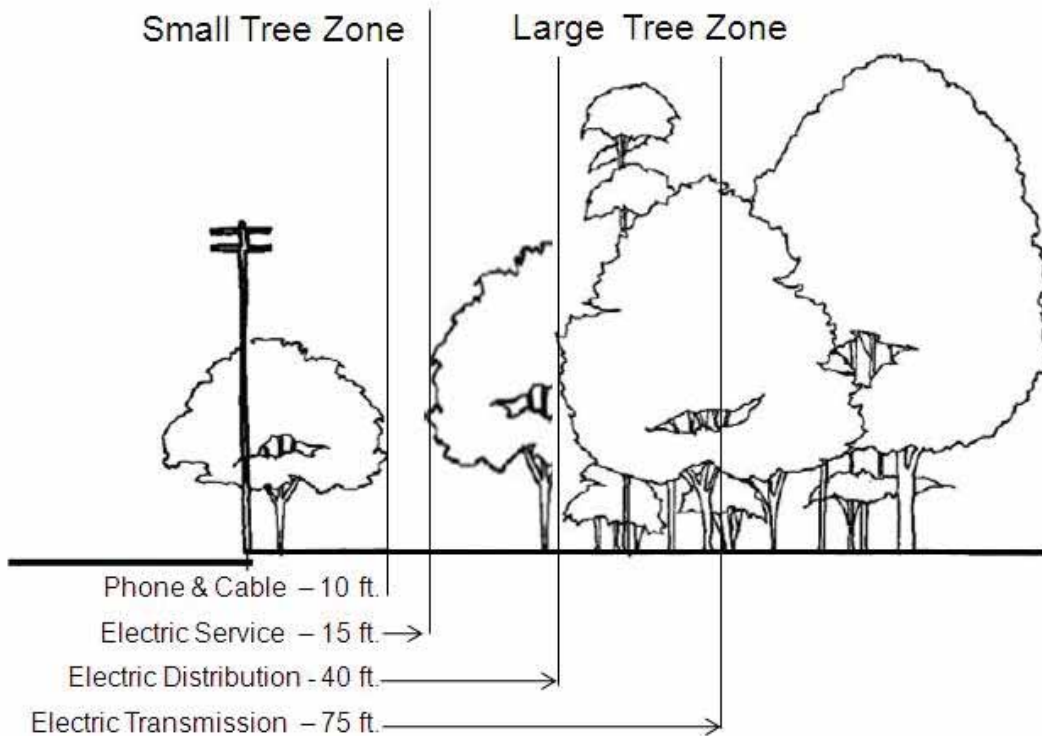 Small Tree Zone
Large Tree Zone
Phone & Cable – 10 ft.
Electric Service – 15 ft.
Electric Distribution - 40 ft.
Electric Transmission – 75 ft.